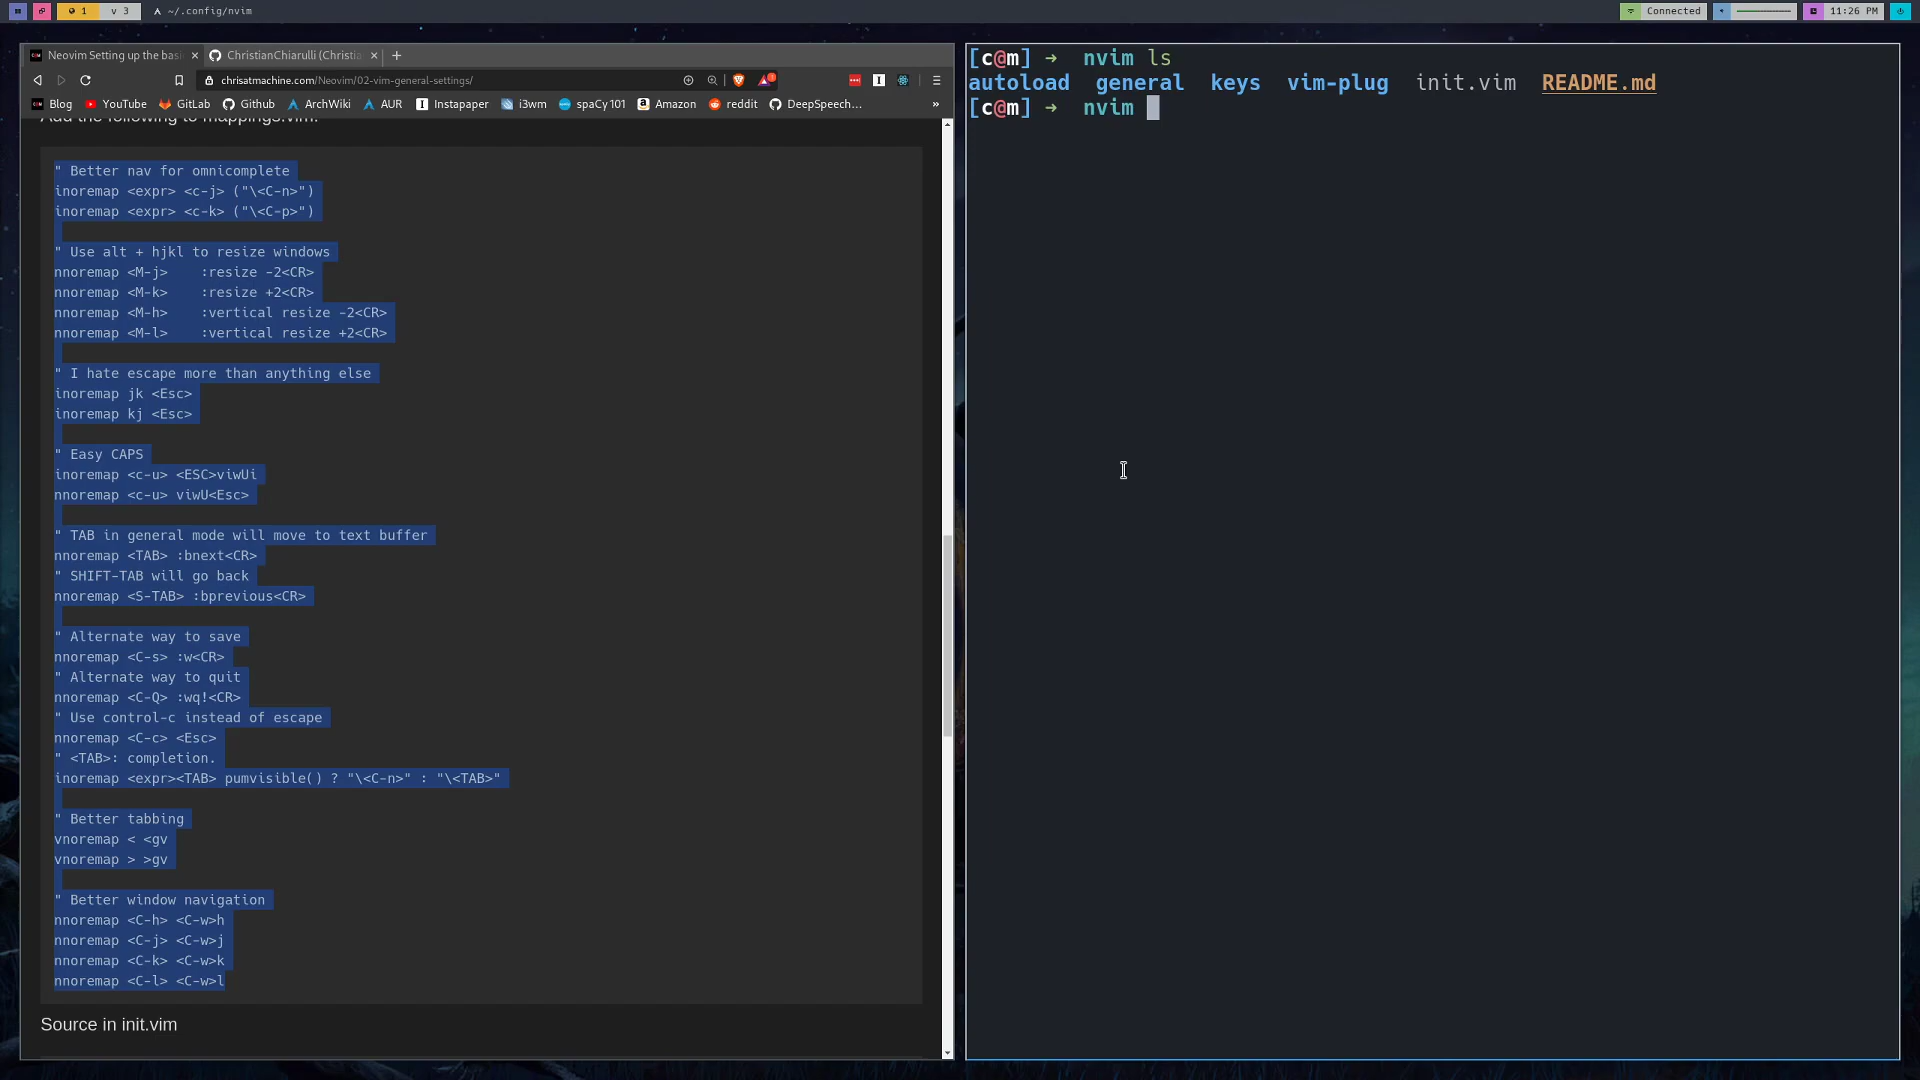 1
v 3
~/.config/nvim
Connected
11:26 PM
Neovim Setting up the basi
ChristianChiarulli (Christia
chrisatmachine.com/Neovim/02-vim-general-settings/
Blog YouTube GitLab Github ArchWiki AUR Instapaper i3wm spaCy 101 Amazon reddit DeepSpeech… »
Add the following to mappings.vim:
" Better nav for omnicomplete
inoremap <expr> <c-j> ("\<C-n>")
inoremap <expr> <c-k> ("\<C-p>")
" Use alt + hjkl to resize windows
nnoremap <M-j>    :resize -2<CR>
nnoremap <M-k>    :resize +2<CR>
nnoremap <M-h>    :vertical resize -2<CR>
nnoremap <M-l>    :vertical resize +2<CR>
" I hate escape more than anything else
inoremap jk <Esc>
inoremap kj <Esc>
" Easy CAPS
inoremap <c-u> <ESC>viwUi
nnoremap <c-u> viwU<Esc>
" TAB in general mode will move to text buffer
nnoremap <TAB> :bnext<CR>
" SHIFT-TAB will go back
nnoremap <S-TAB> :bprevious<CR>
" Alternate way to save
nnoremap <C-s> :w<CR>
" Alternate way to quit
nnoremap <C-Q> :wq!<CR>
" Use control-c instead of escape
nnoremap <C-c> <Esc>
" <TAB>: completion.
inoremap <expr><TAB> pumvisible() ? "\<C-n>" : "\<TAB>"
" Better tabbing
vnoremap < <gv
vnoremap > >gv
" Better window navigation
nnoremap <C-h> <C-w>h
nnoremap <C-j> <C-w>j
nnoremap <C-k> <C-w>k
nnoremap <C-l> <C-w>l
Source in init.vim
[c@m] → nvim ls
autoload general keys vim-plug init.vim README.md
[c@m] → nvim